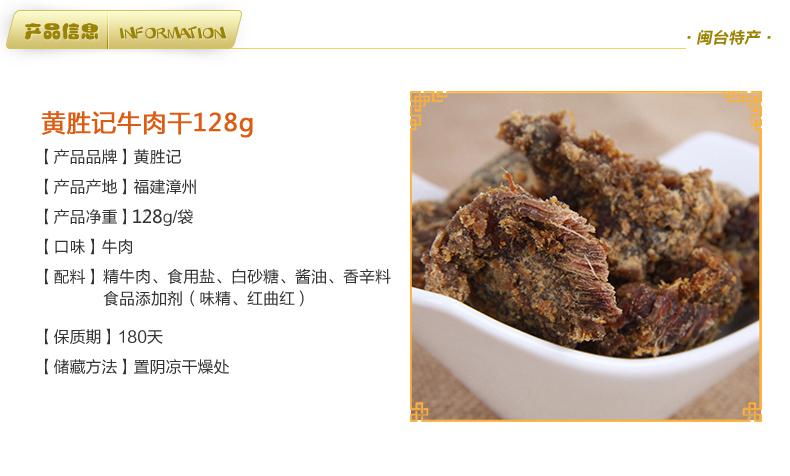 产品信息 INFORMATION
· 闽台特产 ·
黄胜记牛肉干128g
【产品品牌】黄胜记
【产品产地】福建漳州
【产品净重】128g/袋
【口味】牛肉
【配料】精牛肉、食用盐、白砂糖、酱油、香辛料
食品添加剂（味精、红曲红）
【保质期】180天
【储藏方法】置阴凉干燥处